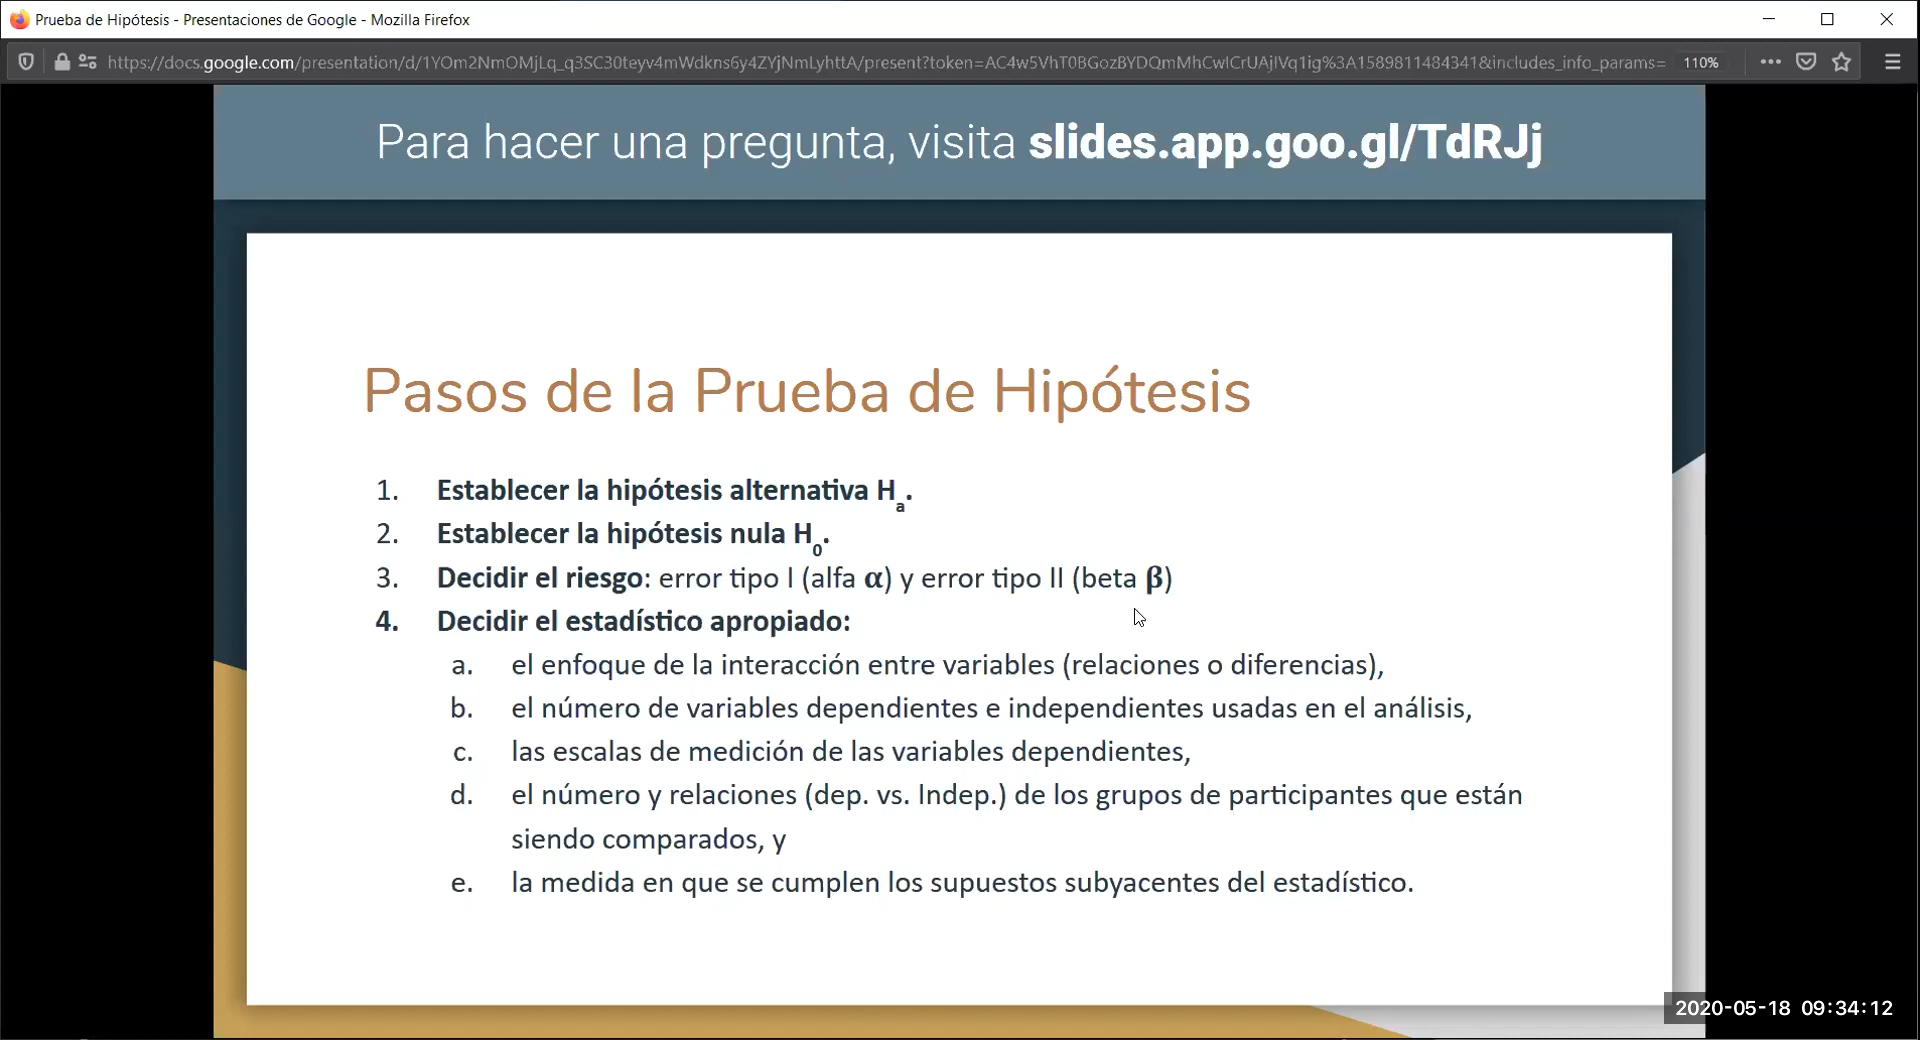 Prueba de Hipótesis - Presentaciones de Google - Mozilla Firefox
https://docs.google.com/presentation/d/1YOm2NmOMjLq_q3SC30teyv4mWdkns6y4ZYjNmLyhttA/present?token=AC4w5VhT0BGozBYDQmMhCwlCrUAjIVq1ig%3A1589811484341&includes_info_params= 110%
Para hacer una pregunta, visita slides.app.goo.gl/TdRJj
Pasos de la Prueba de Hipótesis
1. Establecer la hipótesis alternativa Ha.
2. Establecer la hipótesis nula H0.
3. Decidir el riesgo: error tipo I (alfa α) y error tipo II (beta β)
4. Decidir el estadístico apropiado:
a. el enfoque de la interacción entre variables (relaciones o diferencias),
b. el número de variables dependientes e independientes usadas en el análisis,
c. las escalas de medición de las variables dependientes,
d. el número y relaciones (dep. vs. Indep.) de los grupos de participantes que están
siendo comparados, y
e. la medida en que se cumplen los supuestos subyacentes del estadístico.
2020-05-18 09:34:12